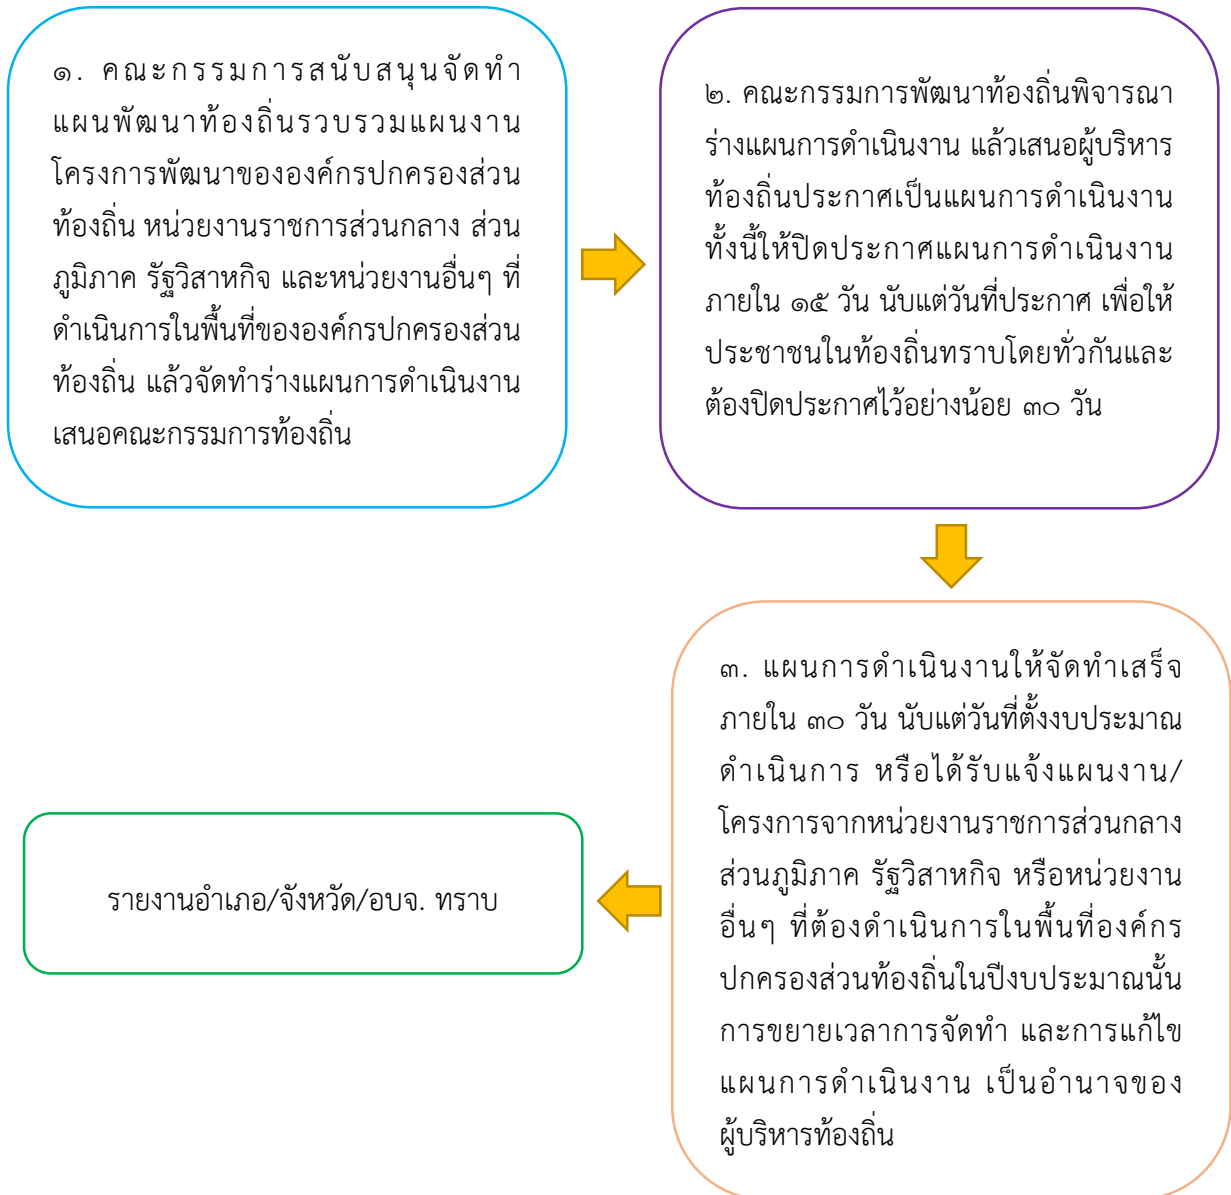 ๑. คณะกรรมการสนับสนุนจัดทำ
แผนพัฒนาท้องถิ่นรวบรวมแผนงาน
โครงการพัฒนาขององค์กรปกครองส่วน
ท้องถิ่น หน่วยงานราชการส่วนกลาง ส่วน
ภูมิภาค รัฐวิสาหกิจ และหน่วยงานอื่นๆ ที่
ดำเนินการในพื้นที่ขององค์กรปกครองส่วน
ท้องถิ่น แล้วจัดทำร่างแผนการดำเนินงาน
เสนอคณะกรรมการท้องถิ่น
๒. คณะกรรมการพัฒนาท้องถิ่นพิจารณา
ร่างแผนการดำเนินงาน แล้วเสนอผู้บริหาร
ท้องถิ่นประกาศเป็นแผนการดำเนินงาน
ทั้งนี้ให้ปิดประกาศแผนการดำเนินงาน
ภายใน ๑๕ วัน นับแต่วันที่ประกาศ เพื่อให้
ประชาชนในท้องถิ่นทราบโดยทั่วกันและ
ต้องปิดประกาศไว้อย่างน้อย ๓๐ วัน
๓. แผนการดำเนินงานให้จัดทำเสร็จ
ภายใน ๓๐ วัน นับแต่วันที่ตั้งงบประมาณ
ดำเนินการ หรือได้รับแจ้งแผนงาน/
โครงการจากหน่วยงานราชการส่วนกลาง
ส่วนภูมิภาค รัฐวิสาหกิจ หรือหน่วยงาน
อื่นๆ ที่ต้องดำเนินการในพื้นที่องค์กร
ปกครองส่วนท้องถิ่นในปีงบประมาณนั้น
การขยายเวลาการจัดทำ และการแก้ไข
แผนการดำเนินงาน เป็นอำนาจของ
ผู้บริหารท้องถิ่น
รายงานอำเภอ/จังหวัด/อบจ. ทราบ